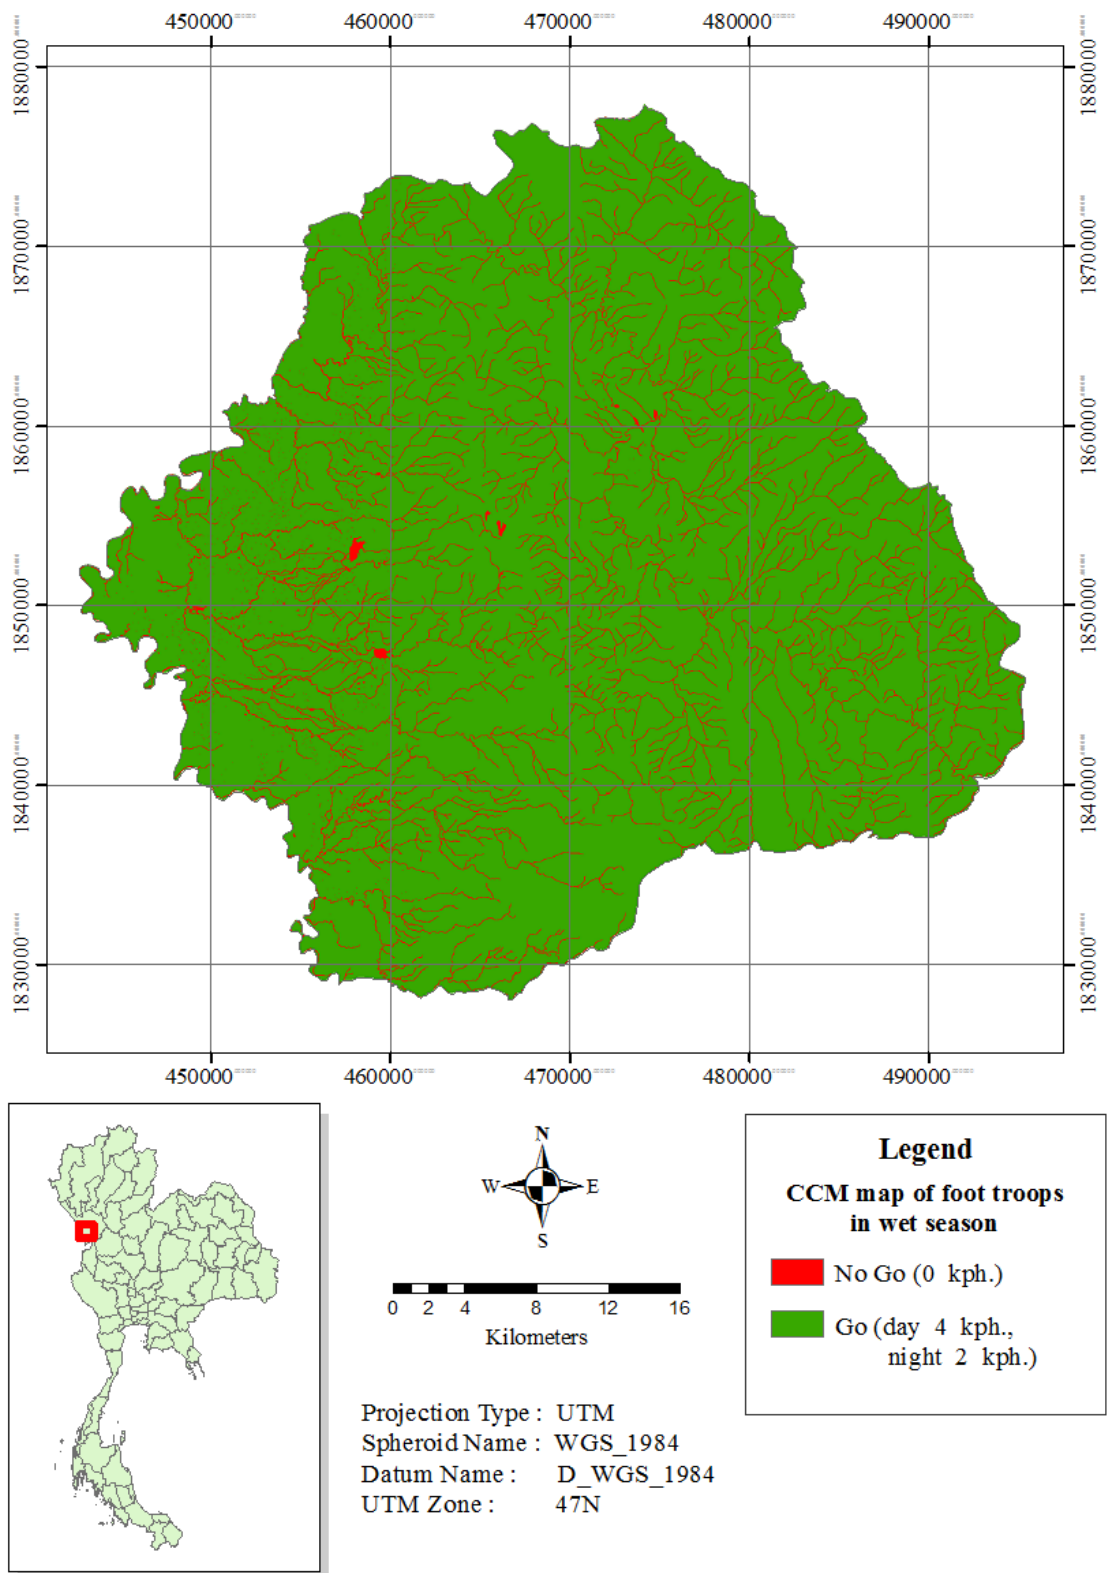 450000 460000 470000 480000 490000
1880000 1880000
1870000 1870000
1860000 1860000
1850000 1850000
1840000 1840000
1830000 1830000
450000 460000 470000 480000 490000
N
W E
S
0 2 4 8 12 16
Kilometers
Projection Type : UTM
Spheroid Name : WGS_1984
Datum Name : D_WGS_1984
UTM Zone : 47N
Legend
CCM map of foot troops
in wet season
No Go (0 kph.)
Go (day 4 kph.,
night 2 kph.)